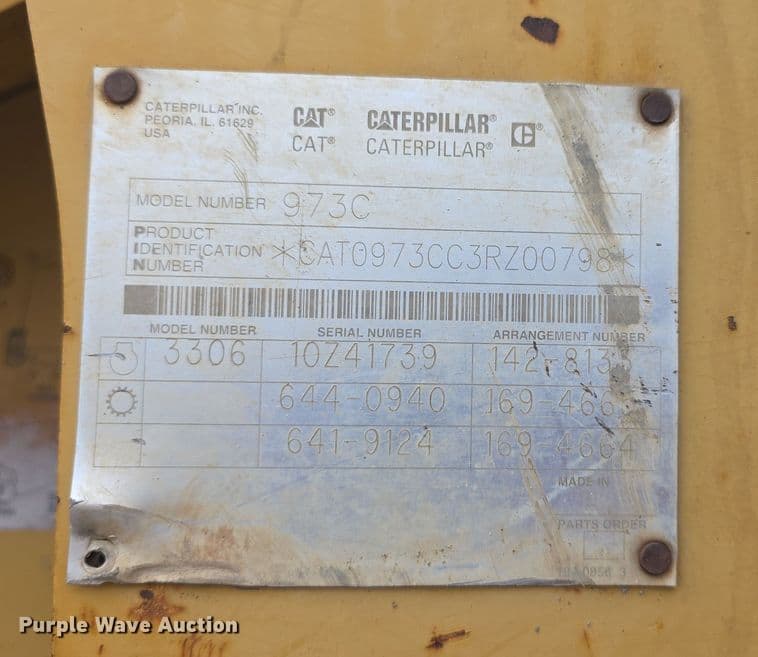 CATERPILLAR INC.
PEORIA, IL. 61629
USA
CAT® CATERPILLAR®
CAT® CATERPILLAR®
MODEL NUMBER 973C
PRODUCT
IDENTIFICATION *CAT0973CC3RZ00798*
NUMBER
MODEL NUMBER SERIAL NUMBER ARRANGEMENT NUMBER
3306 10Z41739
644-0940
641-9124 169-4664
MADE IN
PARTS ORDER
Purple Wave Auction